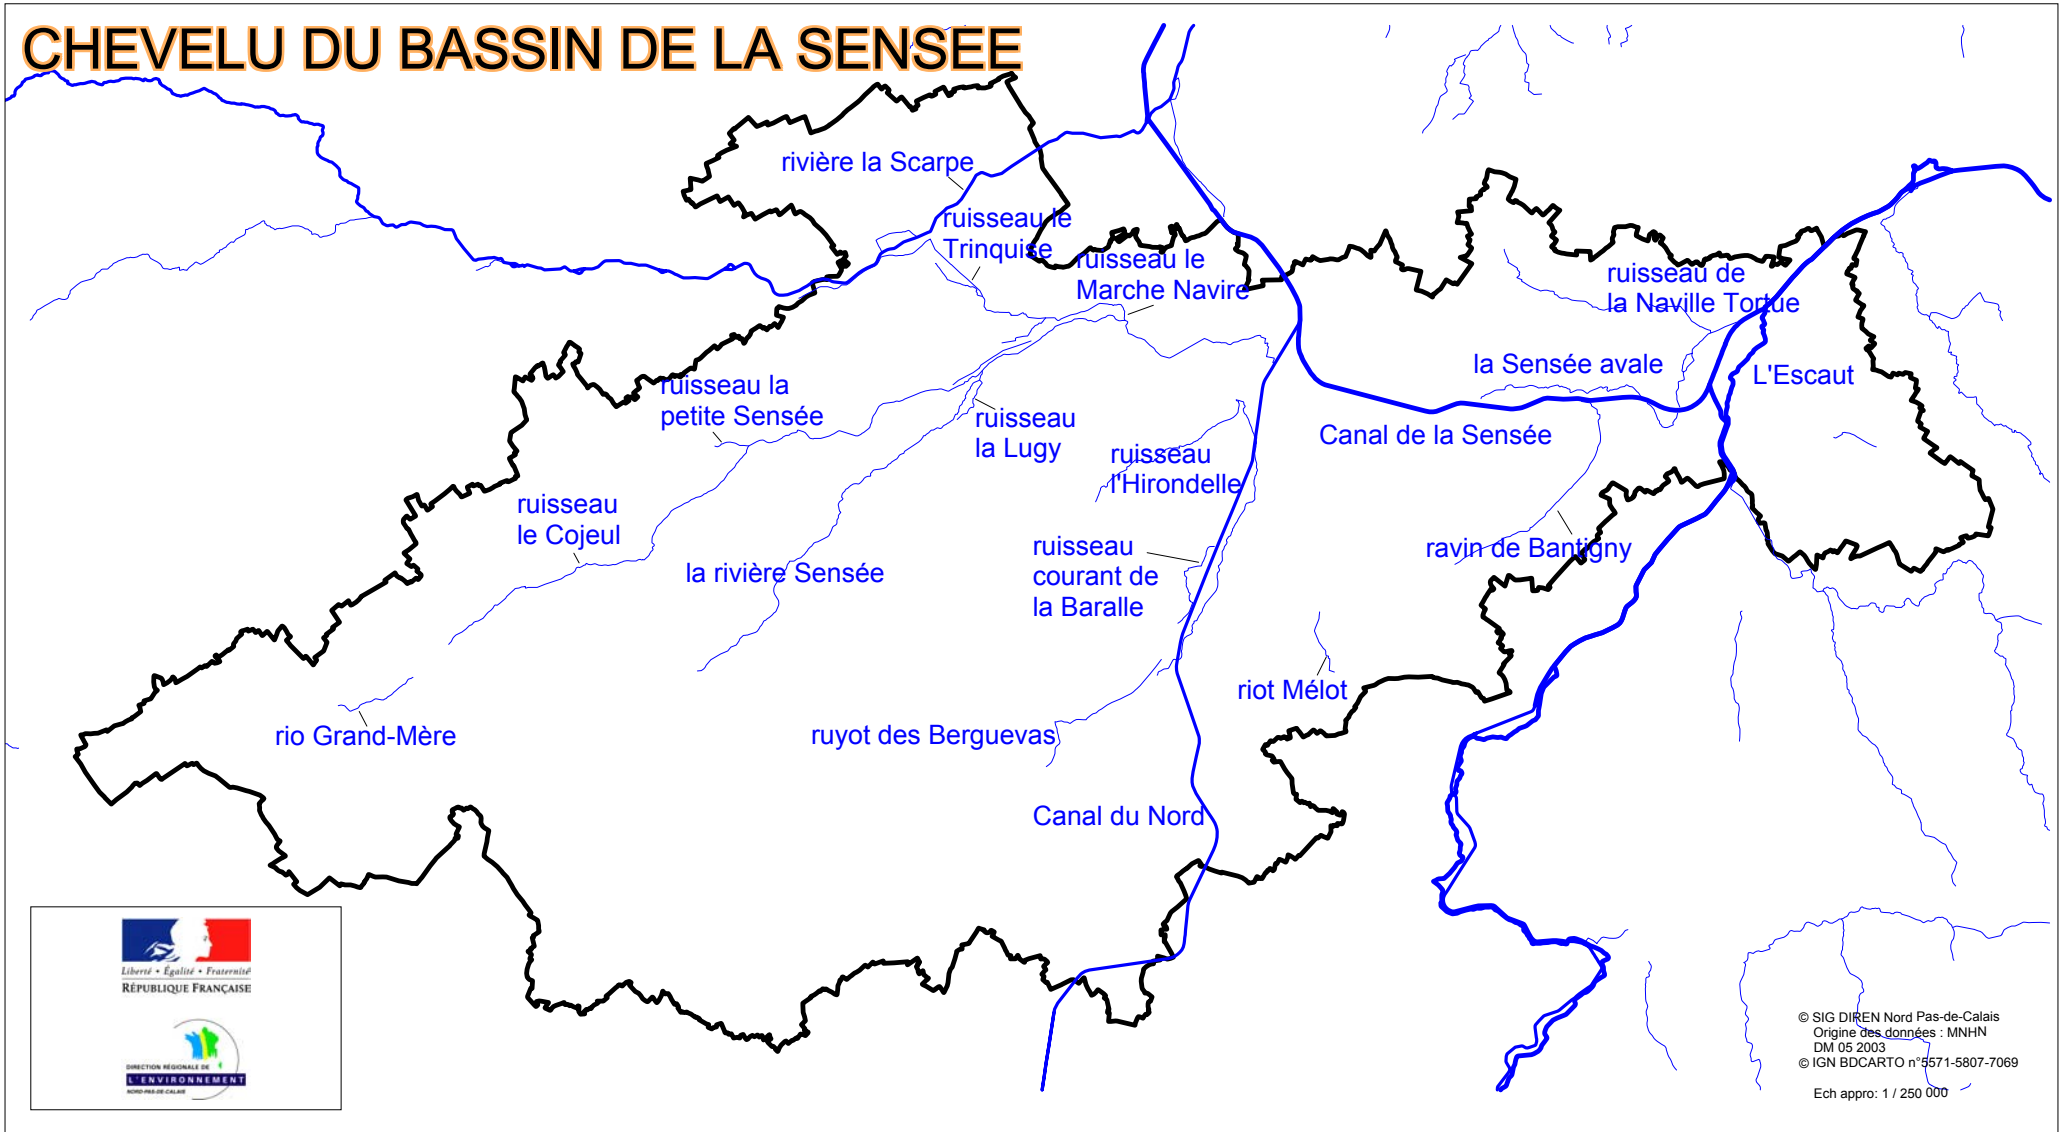 CHEVELU DU BASSIN DE LA SENSEE
rivière la Scarpe
ruisseau le
Trinquise
ruisseau le
Marche Navire
ruisseau de
la Naville Tortue
la Sensée avale
L'Escaut
ruisseau la
petite Sensée
ruisseau
la Lugy
Canal de la Sensée
ruisseau
l'Hirondelle
ruisseau
le Cojeul
la rivière Sensée
ruisseau
courant de
la Baralle
ravin de Bantigny
riot Mélot
rio Grand-Mère
ruyot des Berguevas
Canal du Nord
Liberté • Égalité • Fraternité
RÉPUBLIQUE FRANÇAISE
DIRECTION RÉGIONALE DE
L'ENVIRONNEMENT
NORD-PAS-DE-CALAIS
© SIG DIREN Nord Pas-de-Calais
Origine des données : MNHN
DM 05 2003
© IGN BDCARTO n°5571-5807-7069
Ech appro: 1 / 250 000